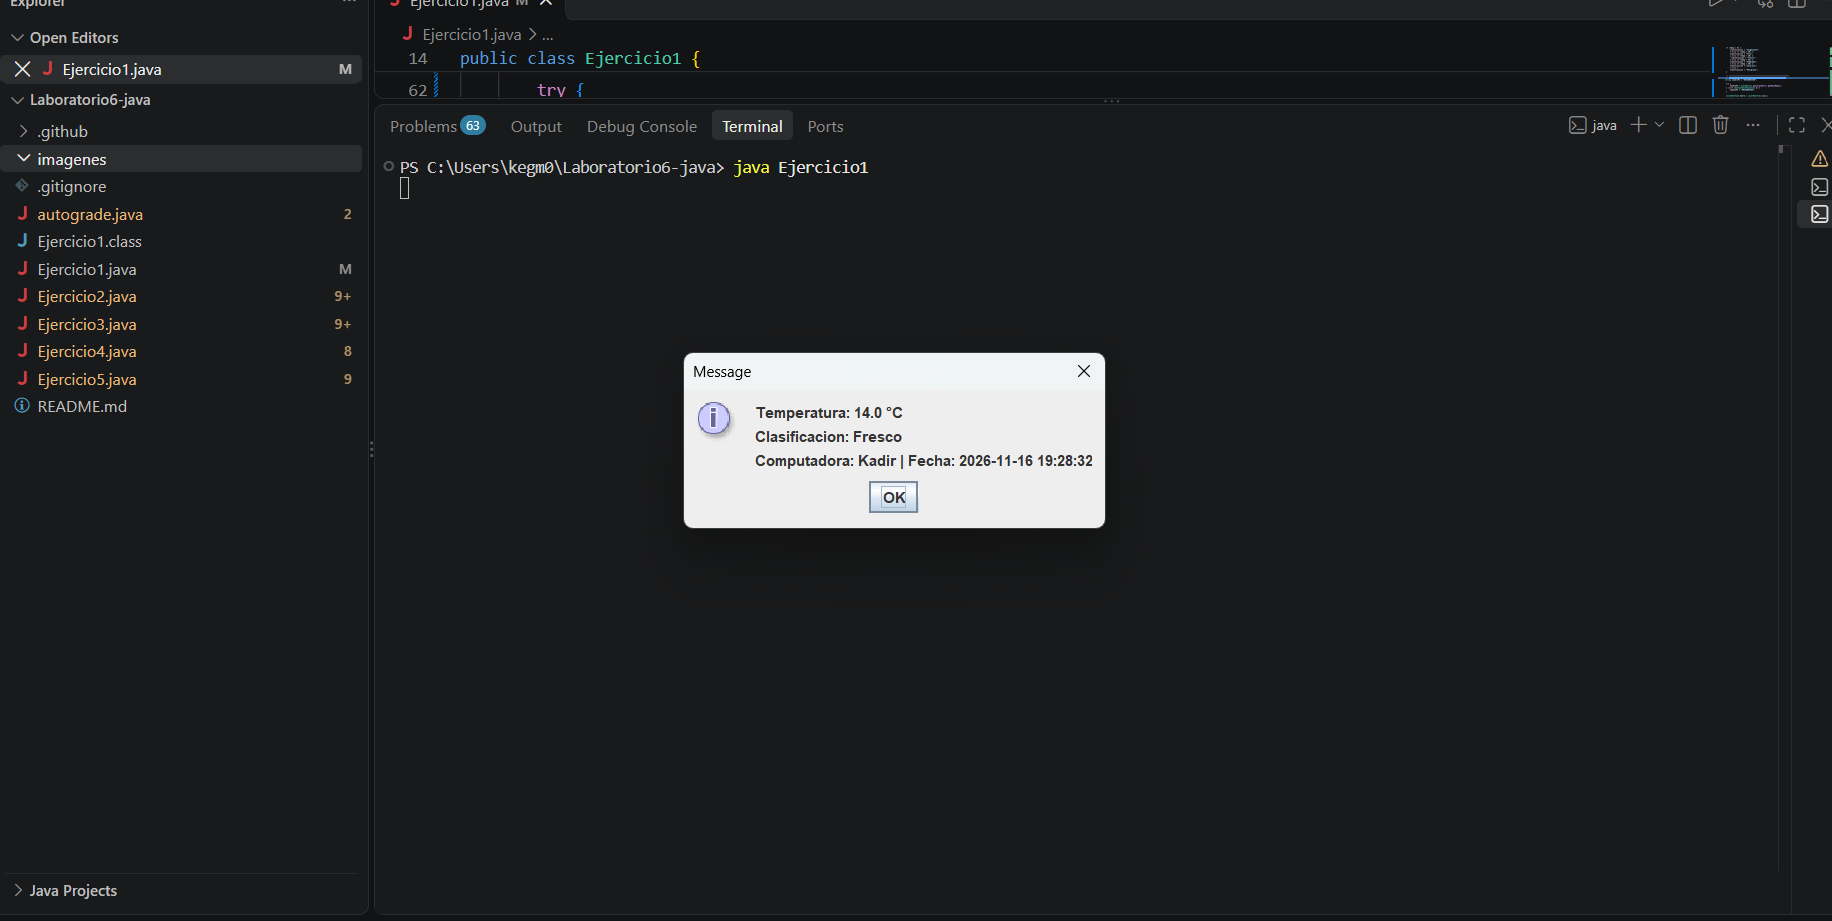 Explorer
Open Editors
Ejercicio1.java M
Laboratorio6-java
.github
imagenes
.gitignore
autograde.java 2
Ejercicio1.class
Ejercicio1.java M
Ejercicio2.java 9+
Ejercicio3.java 9+
Ejercicio4.java 8
Ejercicio5.java 9
README.md
Java Projects
Ejercicio1.java M
Ejercicio1.java > ...
14 public class Ejercicio1 {
62 try {
Problems 63 Output Debug Console Terminal Ports
java
PS C:\Users\kegm0\Laboratorio6-java> java Ejercicio1
Message
Temperatura: 14.0 °C
Clasificacion: Fresco
Computadora: Kadir | Fecha: 2026-11-16 19:28:32
OK